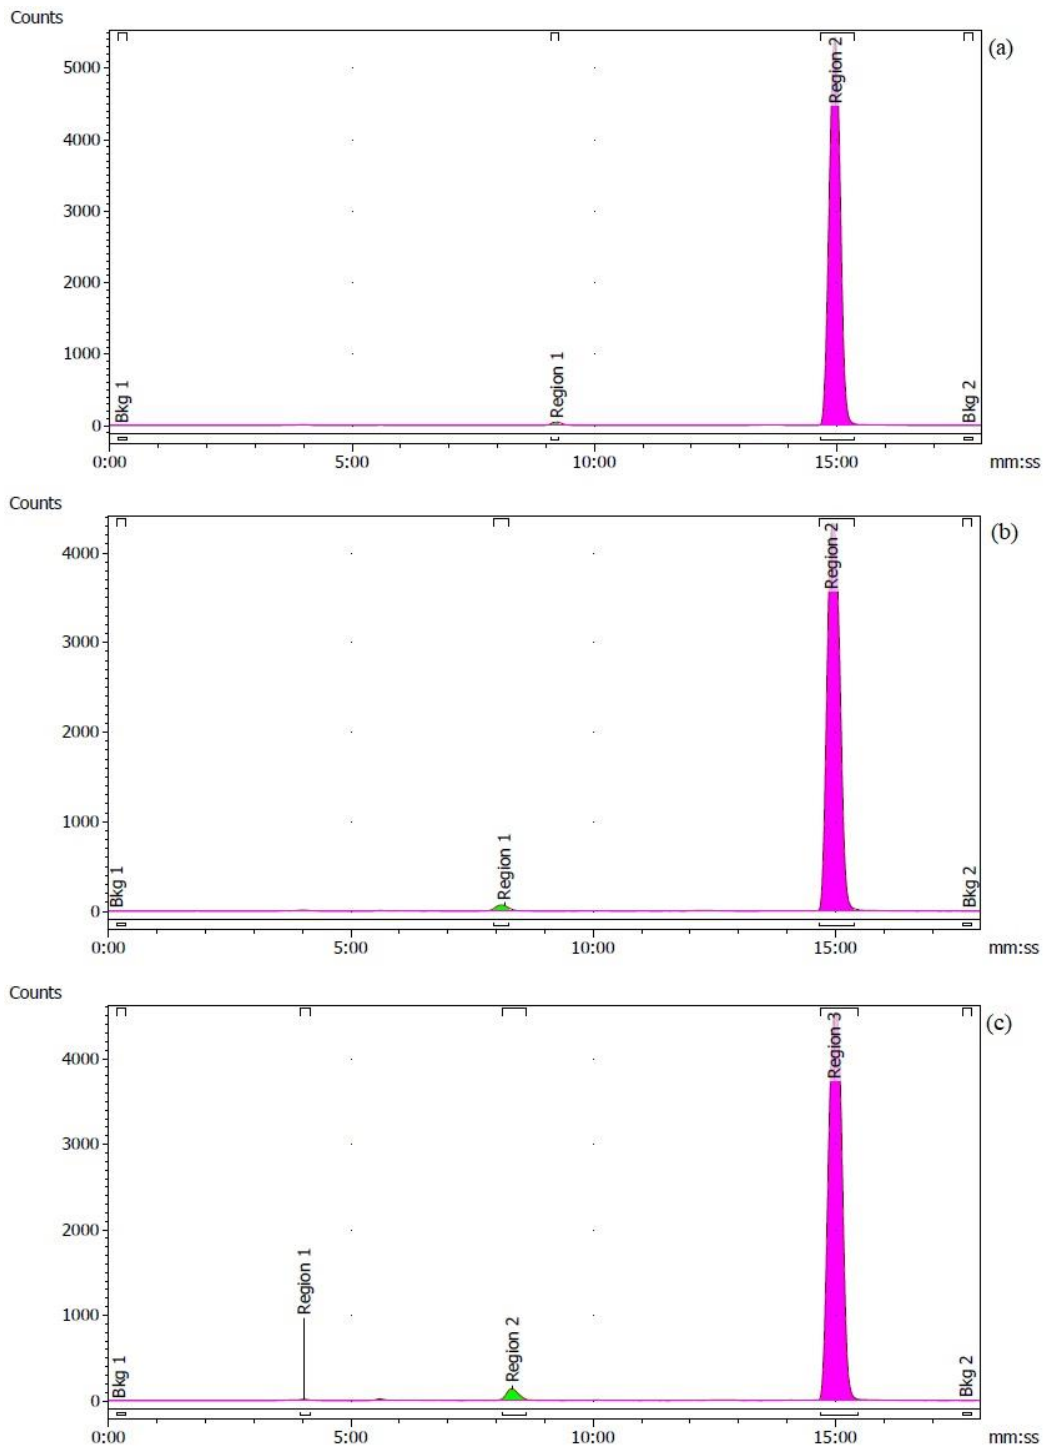 Counts
(a)
5000
4000
3000
2000
1000
0
Bkg 1
Region 1
Region 2
Bkg 2
0:00 5:00 10:00 15:00 mm:ss
Counts
(b)
4000
3000
2000
1000
0
Bkg 1
Region 1
Region 2
Bkg 2
0:00 5:00 10:00 15:00 mm:ss
Counts
(c)
4000
3000
2000
1000
0
Bkg 1
Region 1
Region 2
Region 3
Bkg 2
0:00 5:00 10:00 15:00 mm:ss